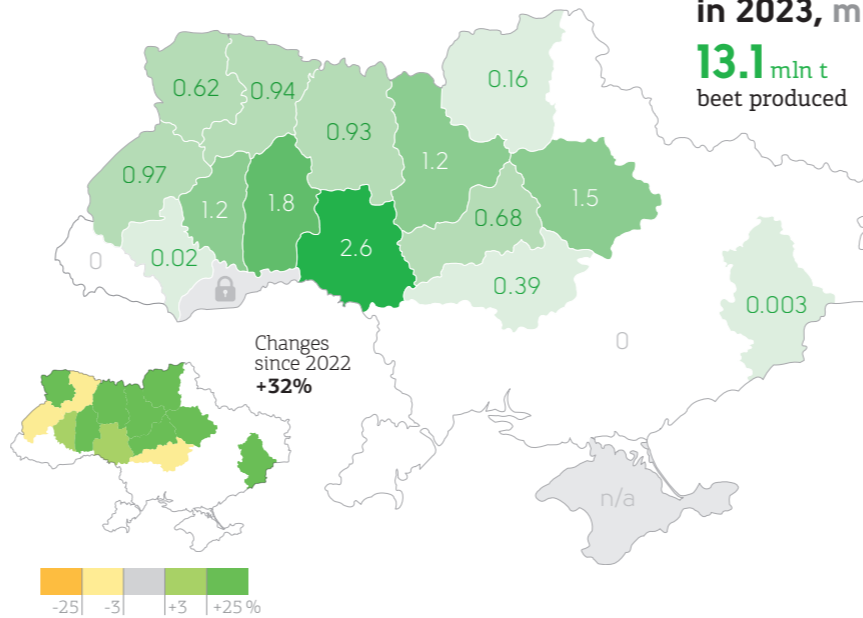 in 2023, m
13.1 mln t
beet produced
0.16
0.62
0.94
0.93
1.2
0.97
1.2
1.8
1.5
0.68
2.6
0
0.02
0.39
0.003
0
Changes
since 2022
+32%
n/a
-25 -3 +3 +25 %